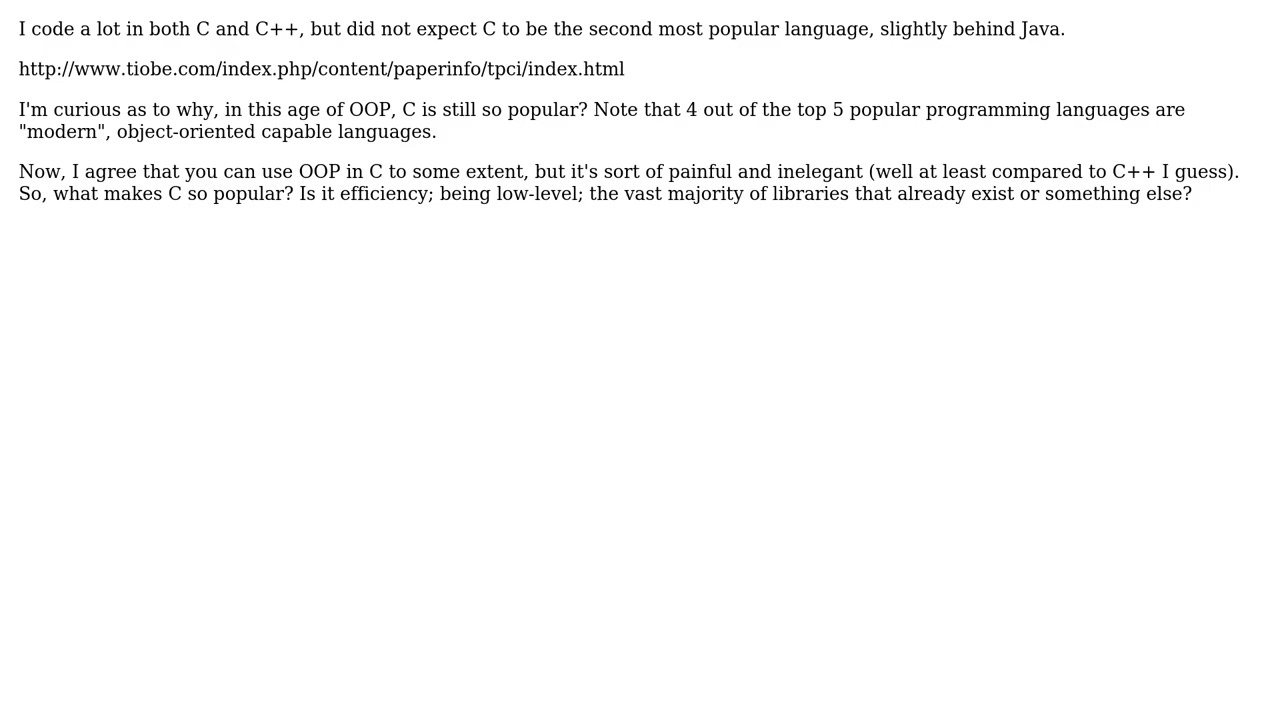 I code a lot in both C and C++, but did not expect C to be the second most popular language, slightly behind Java.
http://www.tiobe.com/index.php/content/paperinfo/tpci/index.html
I'm curious as to why, in this age of OOP, C is still so popular? Note that 4 out of the top 5 popular programming languages are
"modern", object-oriented capable languages.
Now, I agree that you can use OOP in C to some extent, but it's sort of painful and inelegant (well at least compared to C++ I guess).
So, what makes C so popular? Is it efficiency; being low-level; the vast majority of libraries that already exist or something else?